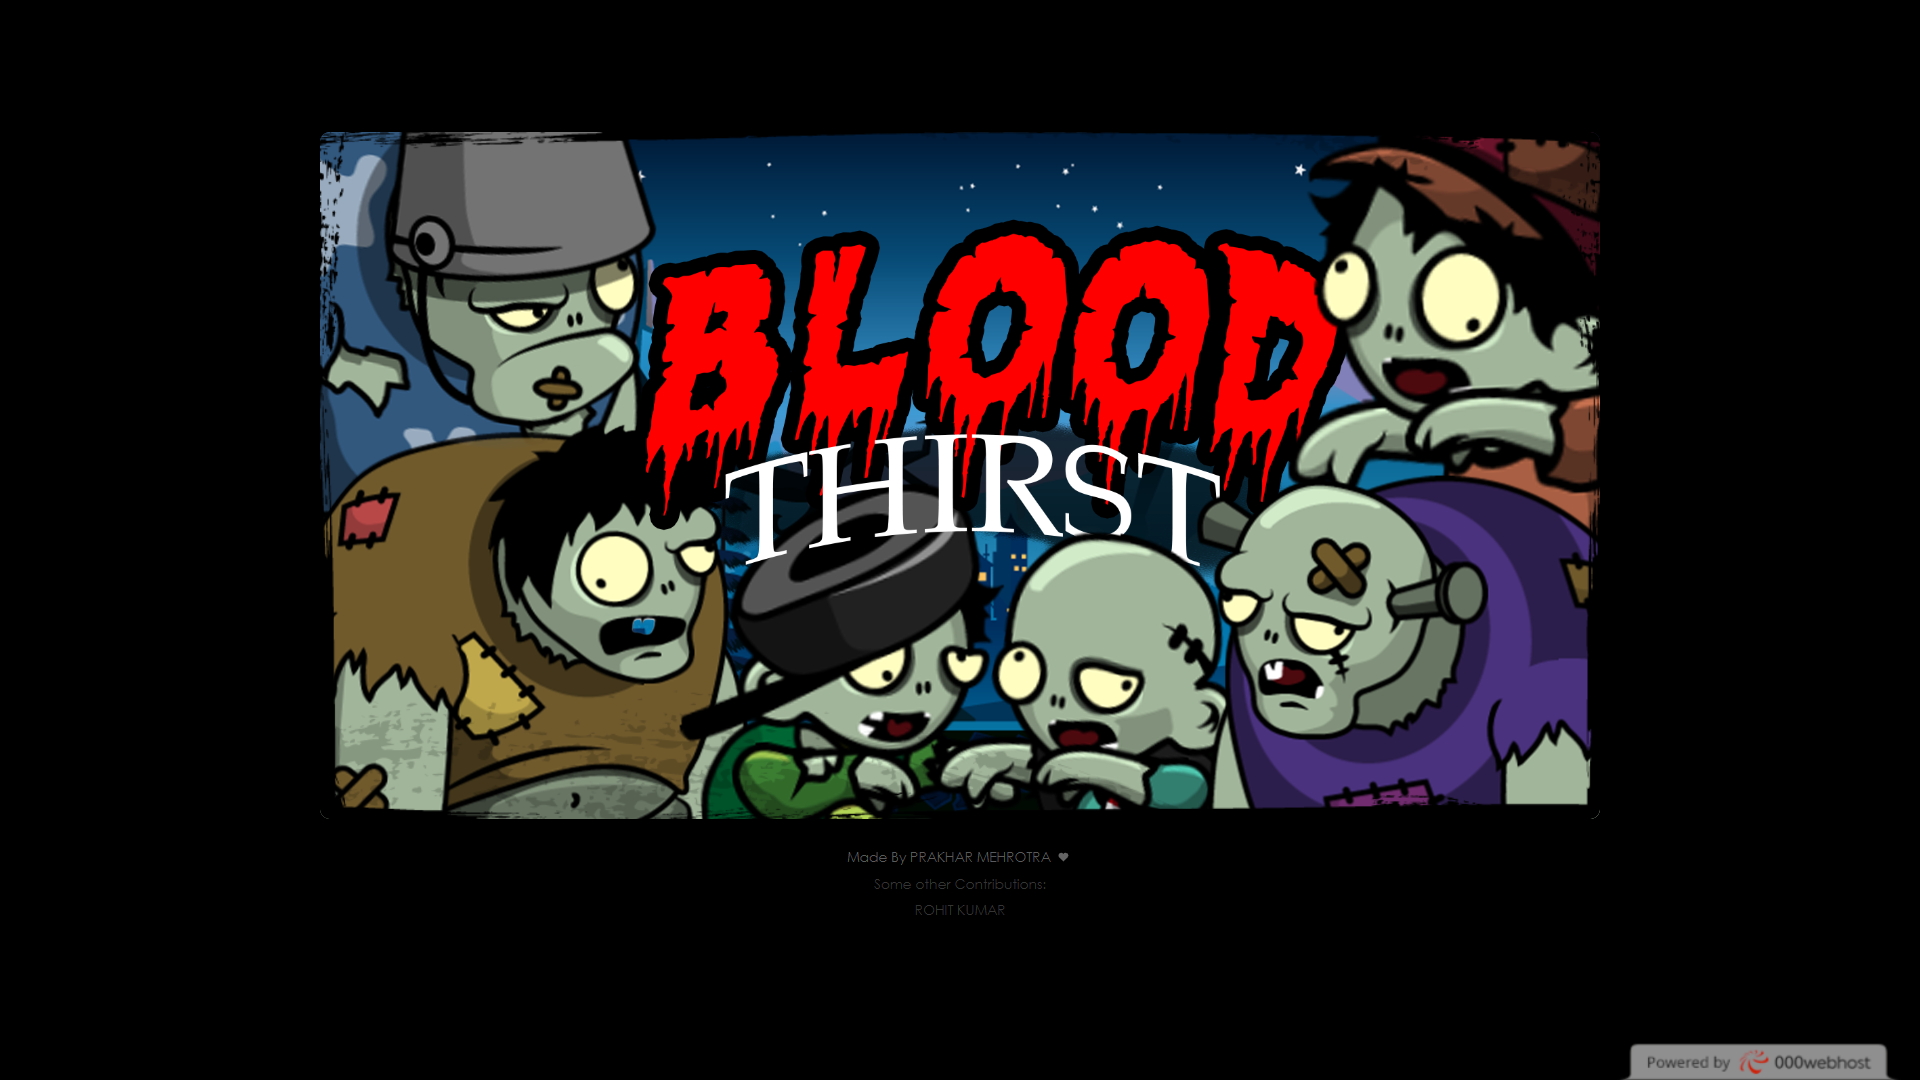 BLOOD
THIRST
Made By PRAKHAR MEHROTRA ❤
Some other Contributions:
ROHIT KUMAR
Powered by 000webhost